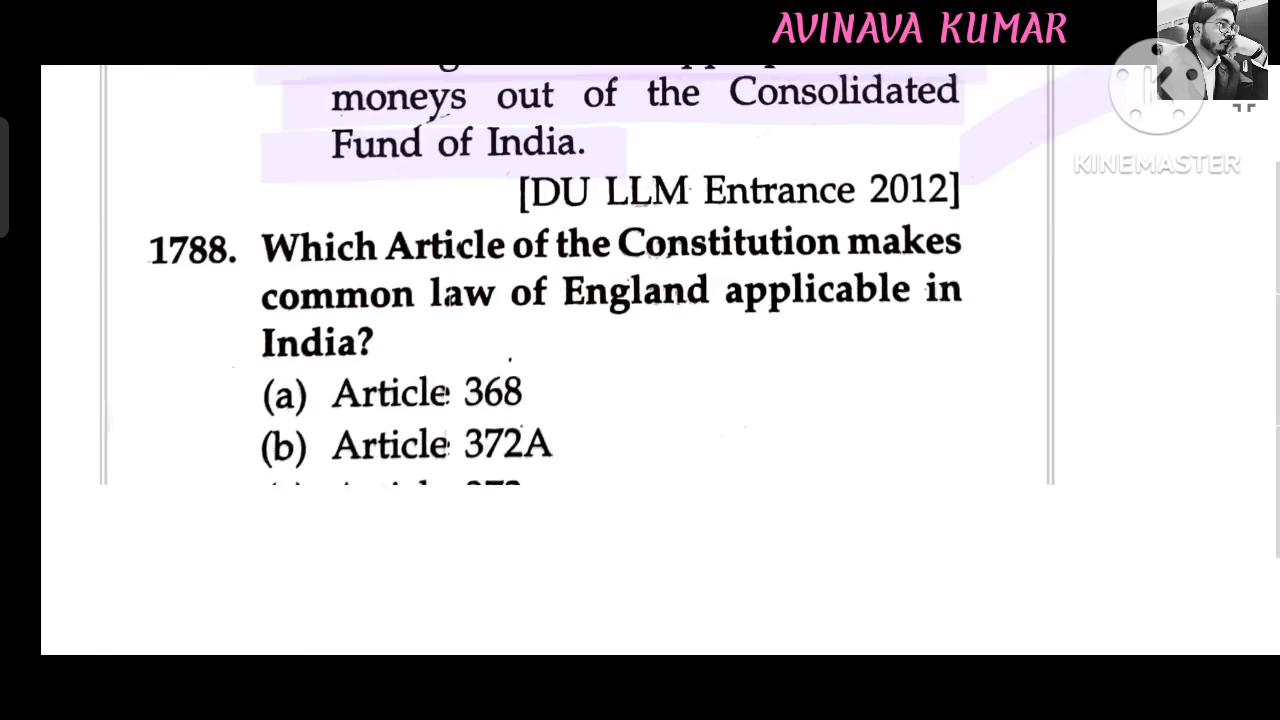 AVINAVA KUMAR
moneys out of the Consolidated
Fund of India.
[DU LLM Entrance 2012]
1788. Which Article of the Constitution makes
common law of England applicable in
India?
(a) Article 368
(b) Article 372A
KINEMASTER